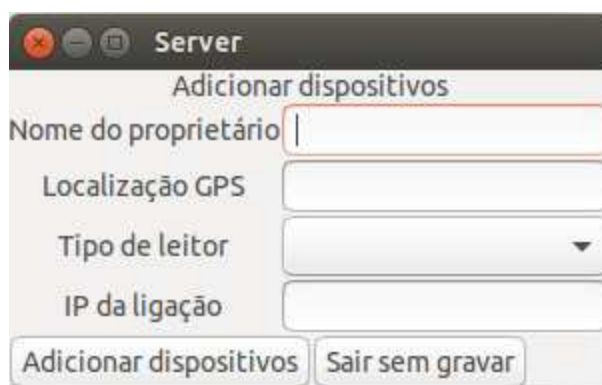 Server
Adicionar dispositivos
Nome do proprietário
Localização GPS
Tipo de leitor
IP da ligação
Adicionar dispositivos Sair sem gravar